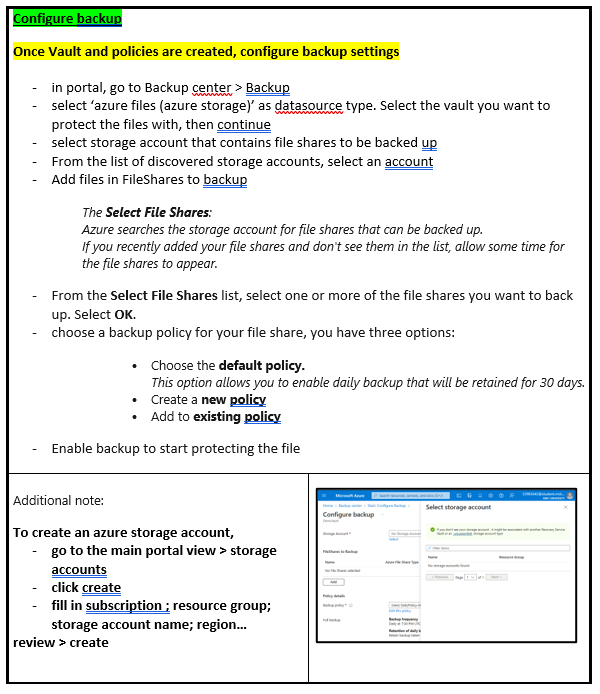 Configure backup
Once Vault and policies are created, configure backup settings
- in portal, go to Backup center > Backup
- select ‘azure files (azure storage)’ as datasource type. Select the vault you want to
protect the files with, then continue
- select storage account that contains file shares to be backed up
- From the list of discovered storage accounts, select an account
- Add files in FileShares to backup
The Select File Shares:
Azure searches the storage account for file shares that can be backed up.
If you recently added your file shares and don't see them in the list, allow some time for
the file shares to appear.
- From the Select File Shares list, select one or more of the file shares you want to back
up. Select OK.
- choose a backup policy for your file share, you have three options:
• Choose the default policy.
This option allows you to enable daily backup that will be retained for 30 days.
• Create a new policy
• Add to existing policy
- Enable backup to start protecting the file
Additional note:
To create an azure storage account,
- go to the main portal view > storage
accounts
- click create
- fill in subscription ; resource group;
storage account name; region...
review > create
Microsoft Azure
Home > Backup center >
Configure backup
Select storage account
Storage Account *
Select
FileShares to Backup
Filter items
Name
Azure File Share Type
Name
Resource Group
No storage accounts found
Add
Page 1 of 1
Policy details
Backup policy *
Edit this policy
Full backup
Backup frequency
Retention of daily b